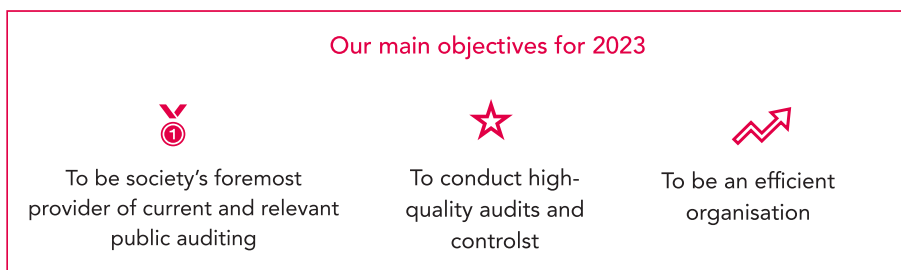 Our main objectives for 2023
1
To be society’s foremost
provider of current and relevant
public auditing
To conduct high-
quality audits and
controlst
To be an efficient
organisation